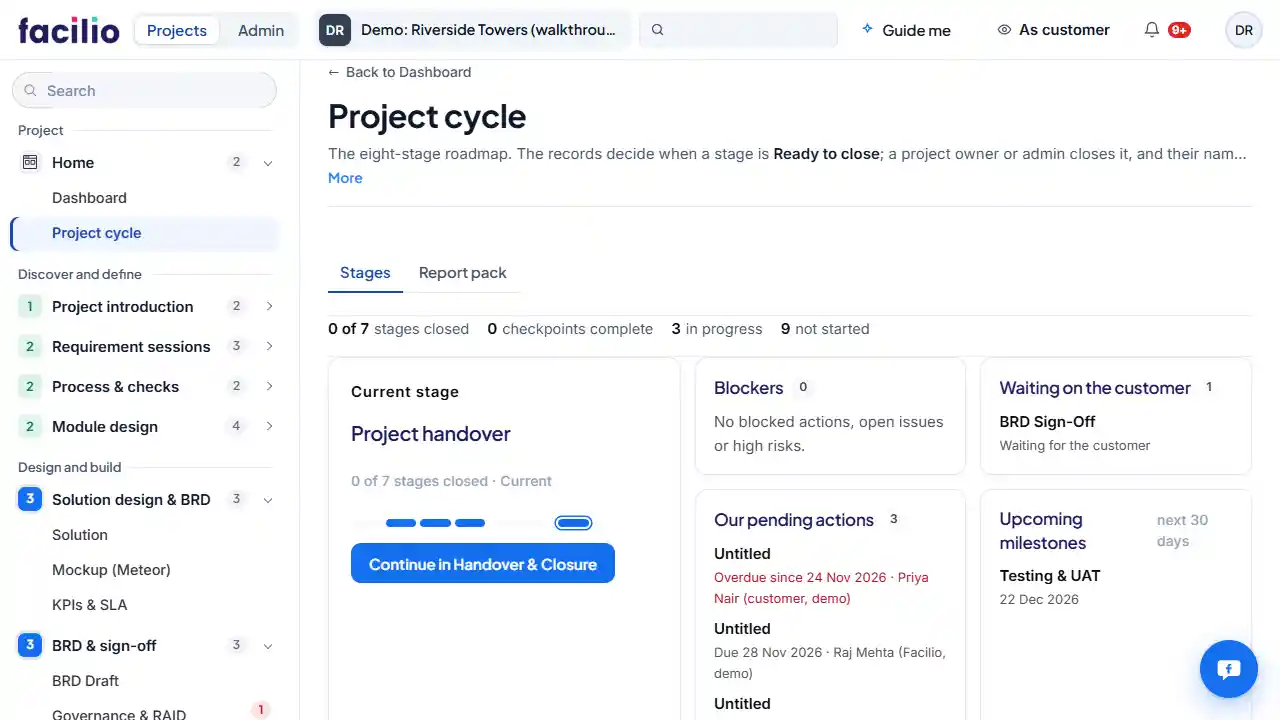 facilio
Projects
Admin
DR
Demo: Riverside Towers (walkthrou...
Guide me
As customer
9+
DR
Search
Project
Home 2
Dashboard
Project cycle
Discover and define
1 Project introduction 2
2 Requirement sessions 3
2 Process & checks 2
2 Module design 4
Design and build
3 Solution design & BRD 3
Solution
Mockup (Meteor)
KPIs & SLA
3 BRD & sign-off 3
BRD Draft
Governance & RAID 1
← Back to Dashboard
Project cycle
The eight-stage roadmap. The records decide when a stage is Ready to close; a project owner or admin closes it, and their nam...
More
Stages
Report pack
0 of 7 stages closed 0 checkpoints complete 3 in progress 9 not started
Current stage
Project handover
0 of 7 stages closed · Current
Continue in Handover & Closure
Blockers 0
No blocked actions, open issues
or high risks.
Waiting on the customer 1
BRD Sign-Off
Waiting for the customer
Our pending actions 3
Untitled
Overdue since 24 Nov 2026 · Priya
Nair (customer, demo)
Untitled
Due 28 Nov 2026 · Raj Mehta (Facilio,
demo)
Untitled
Upcoming
milestones
next 30
days
Testing & UAT
22 Dec 2026